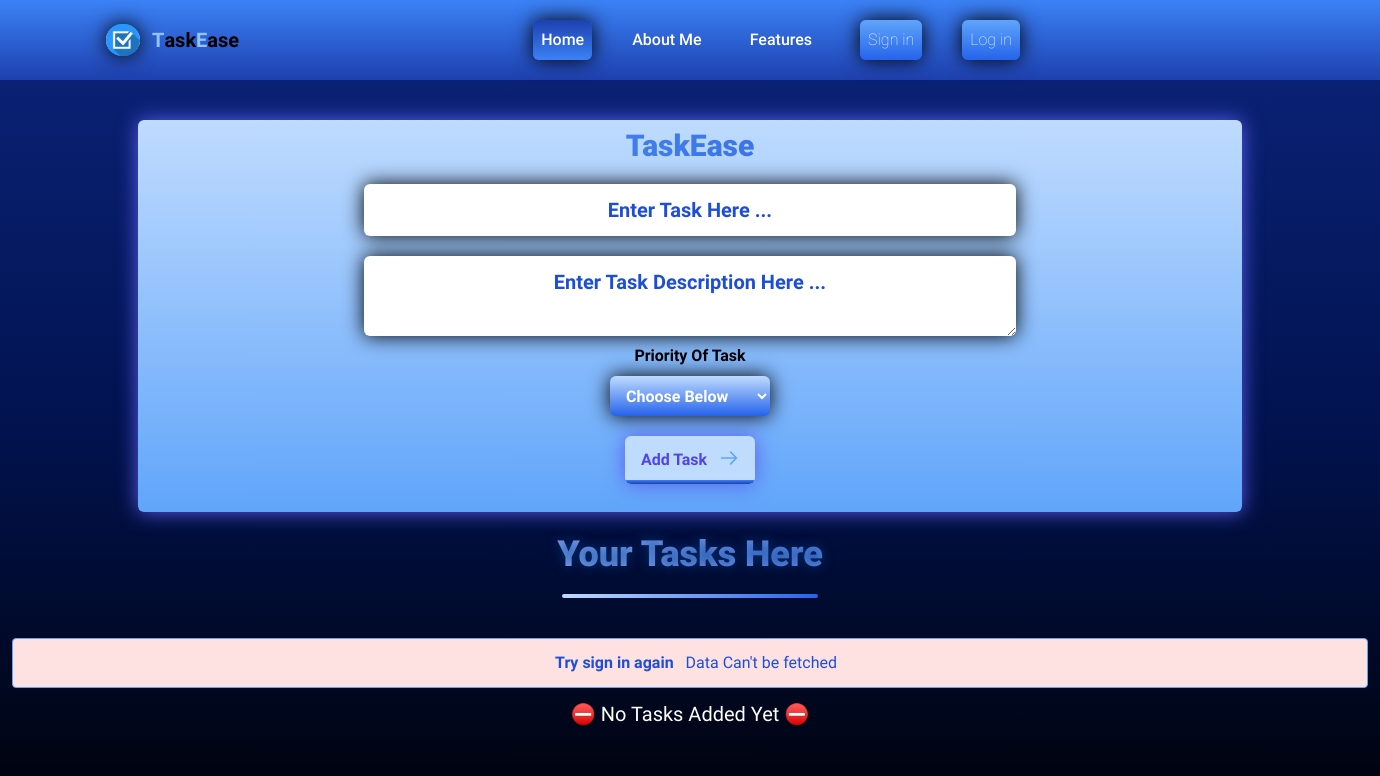 TaskEase
Home
About Me
Features
Sign in
Log in
TaskEase
Enter Task Here ...
Enter Task Description Here ...
Priority Of Task
Choose Below
Add Task
Your Tasks Here
Try sign in again Data Can't be fetched
⛔ No Tasks Added Yet ⛔